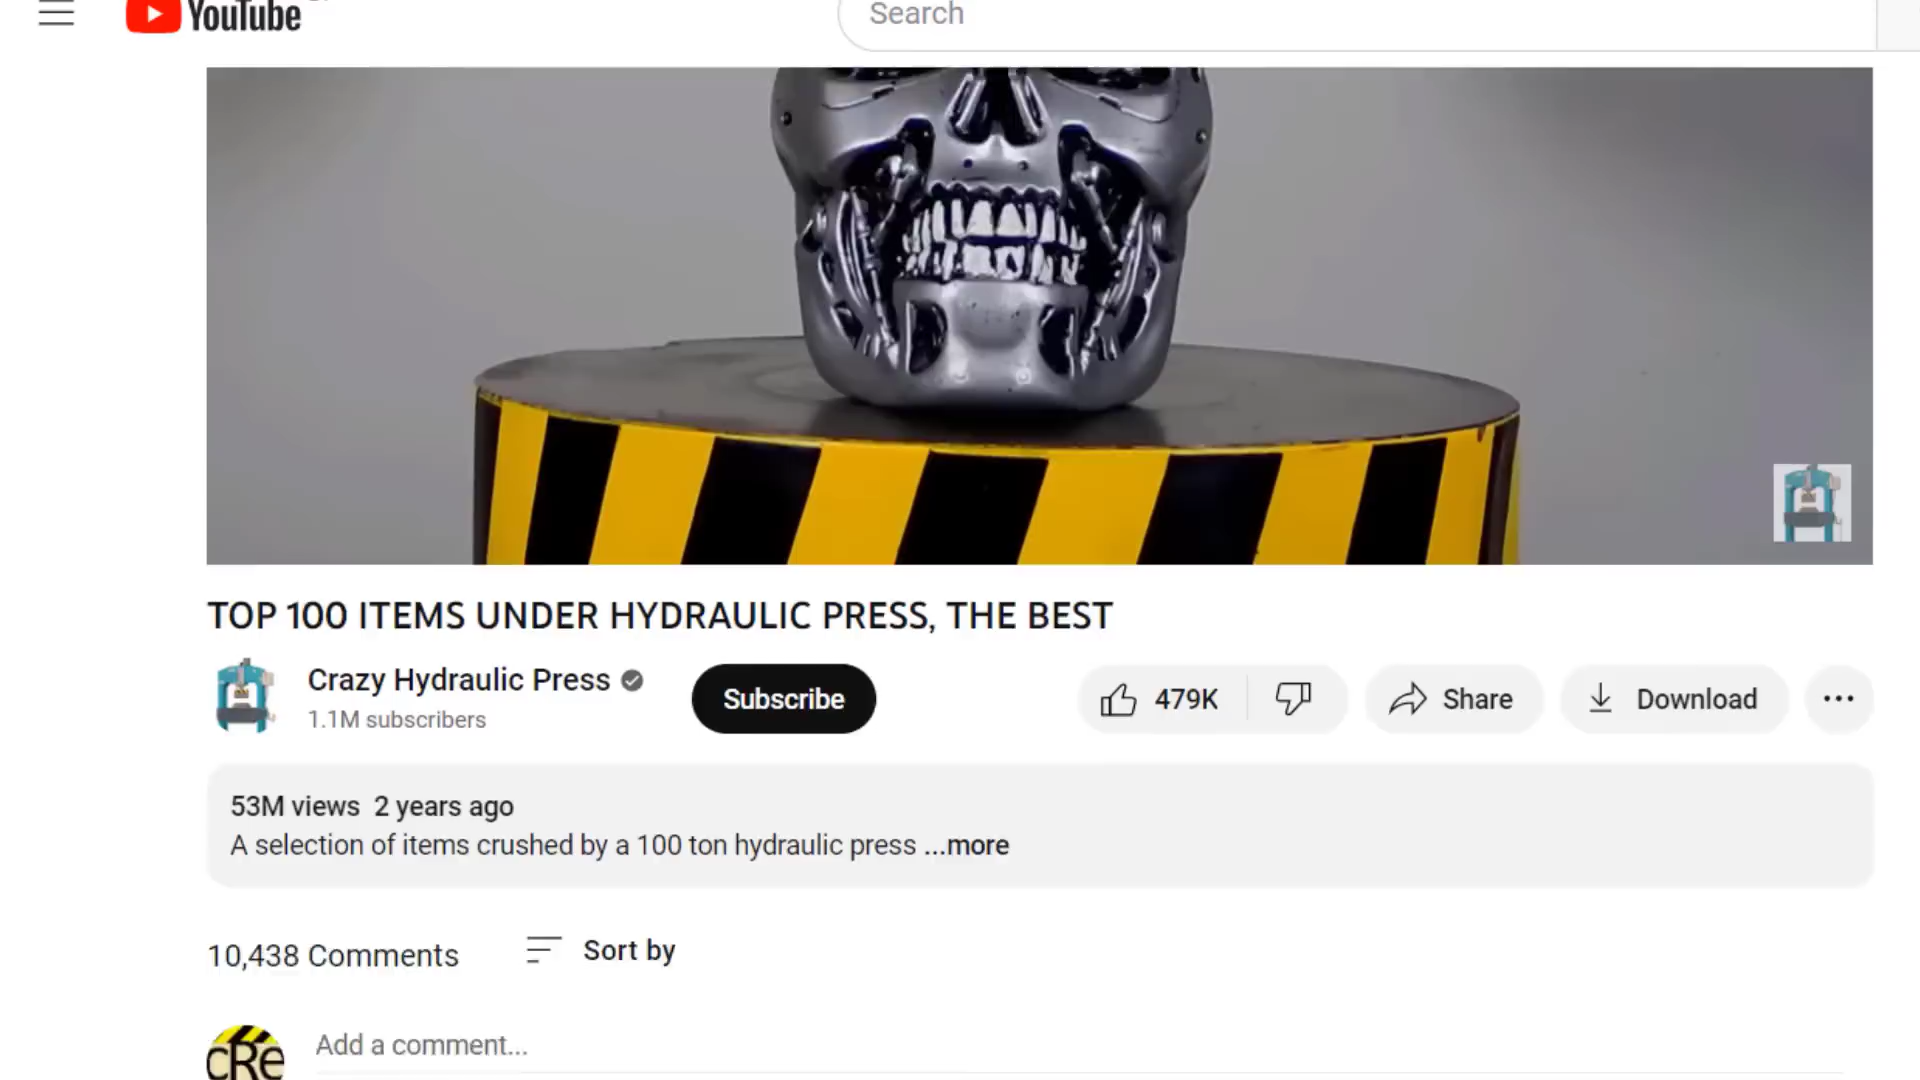 YouTube
Search
TOP 100 ITEMS UNDER HYDRAULIC PRESS, THE BEST
Crazy Hydraulic Press
1.1M subscribers
Subscribe
479K
Share
Download
53M views 2 years ago
A selection of items crushed by a 100 ton hydraulic press ...more
10,438 Comments
Sort by
cRe
Add a comment...